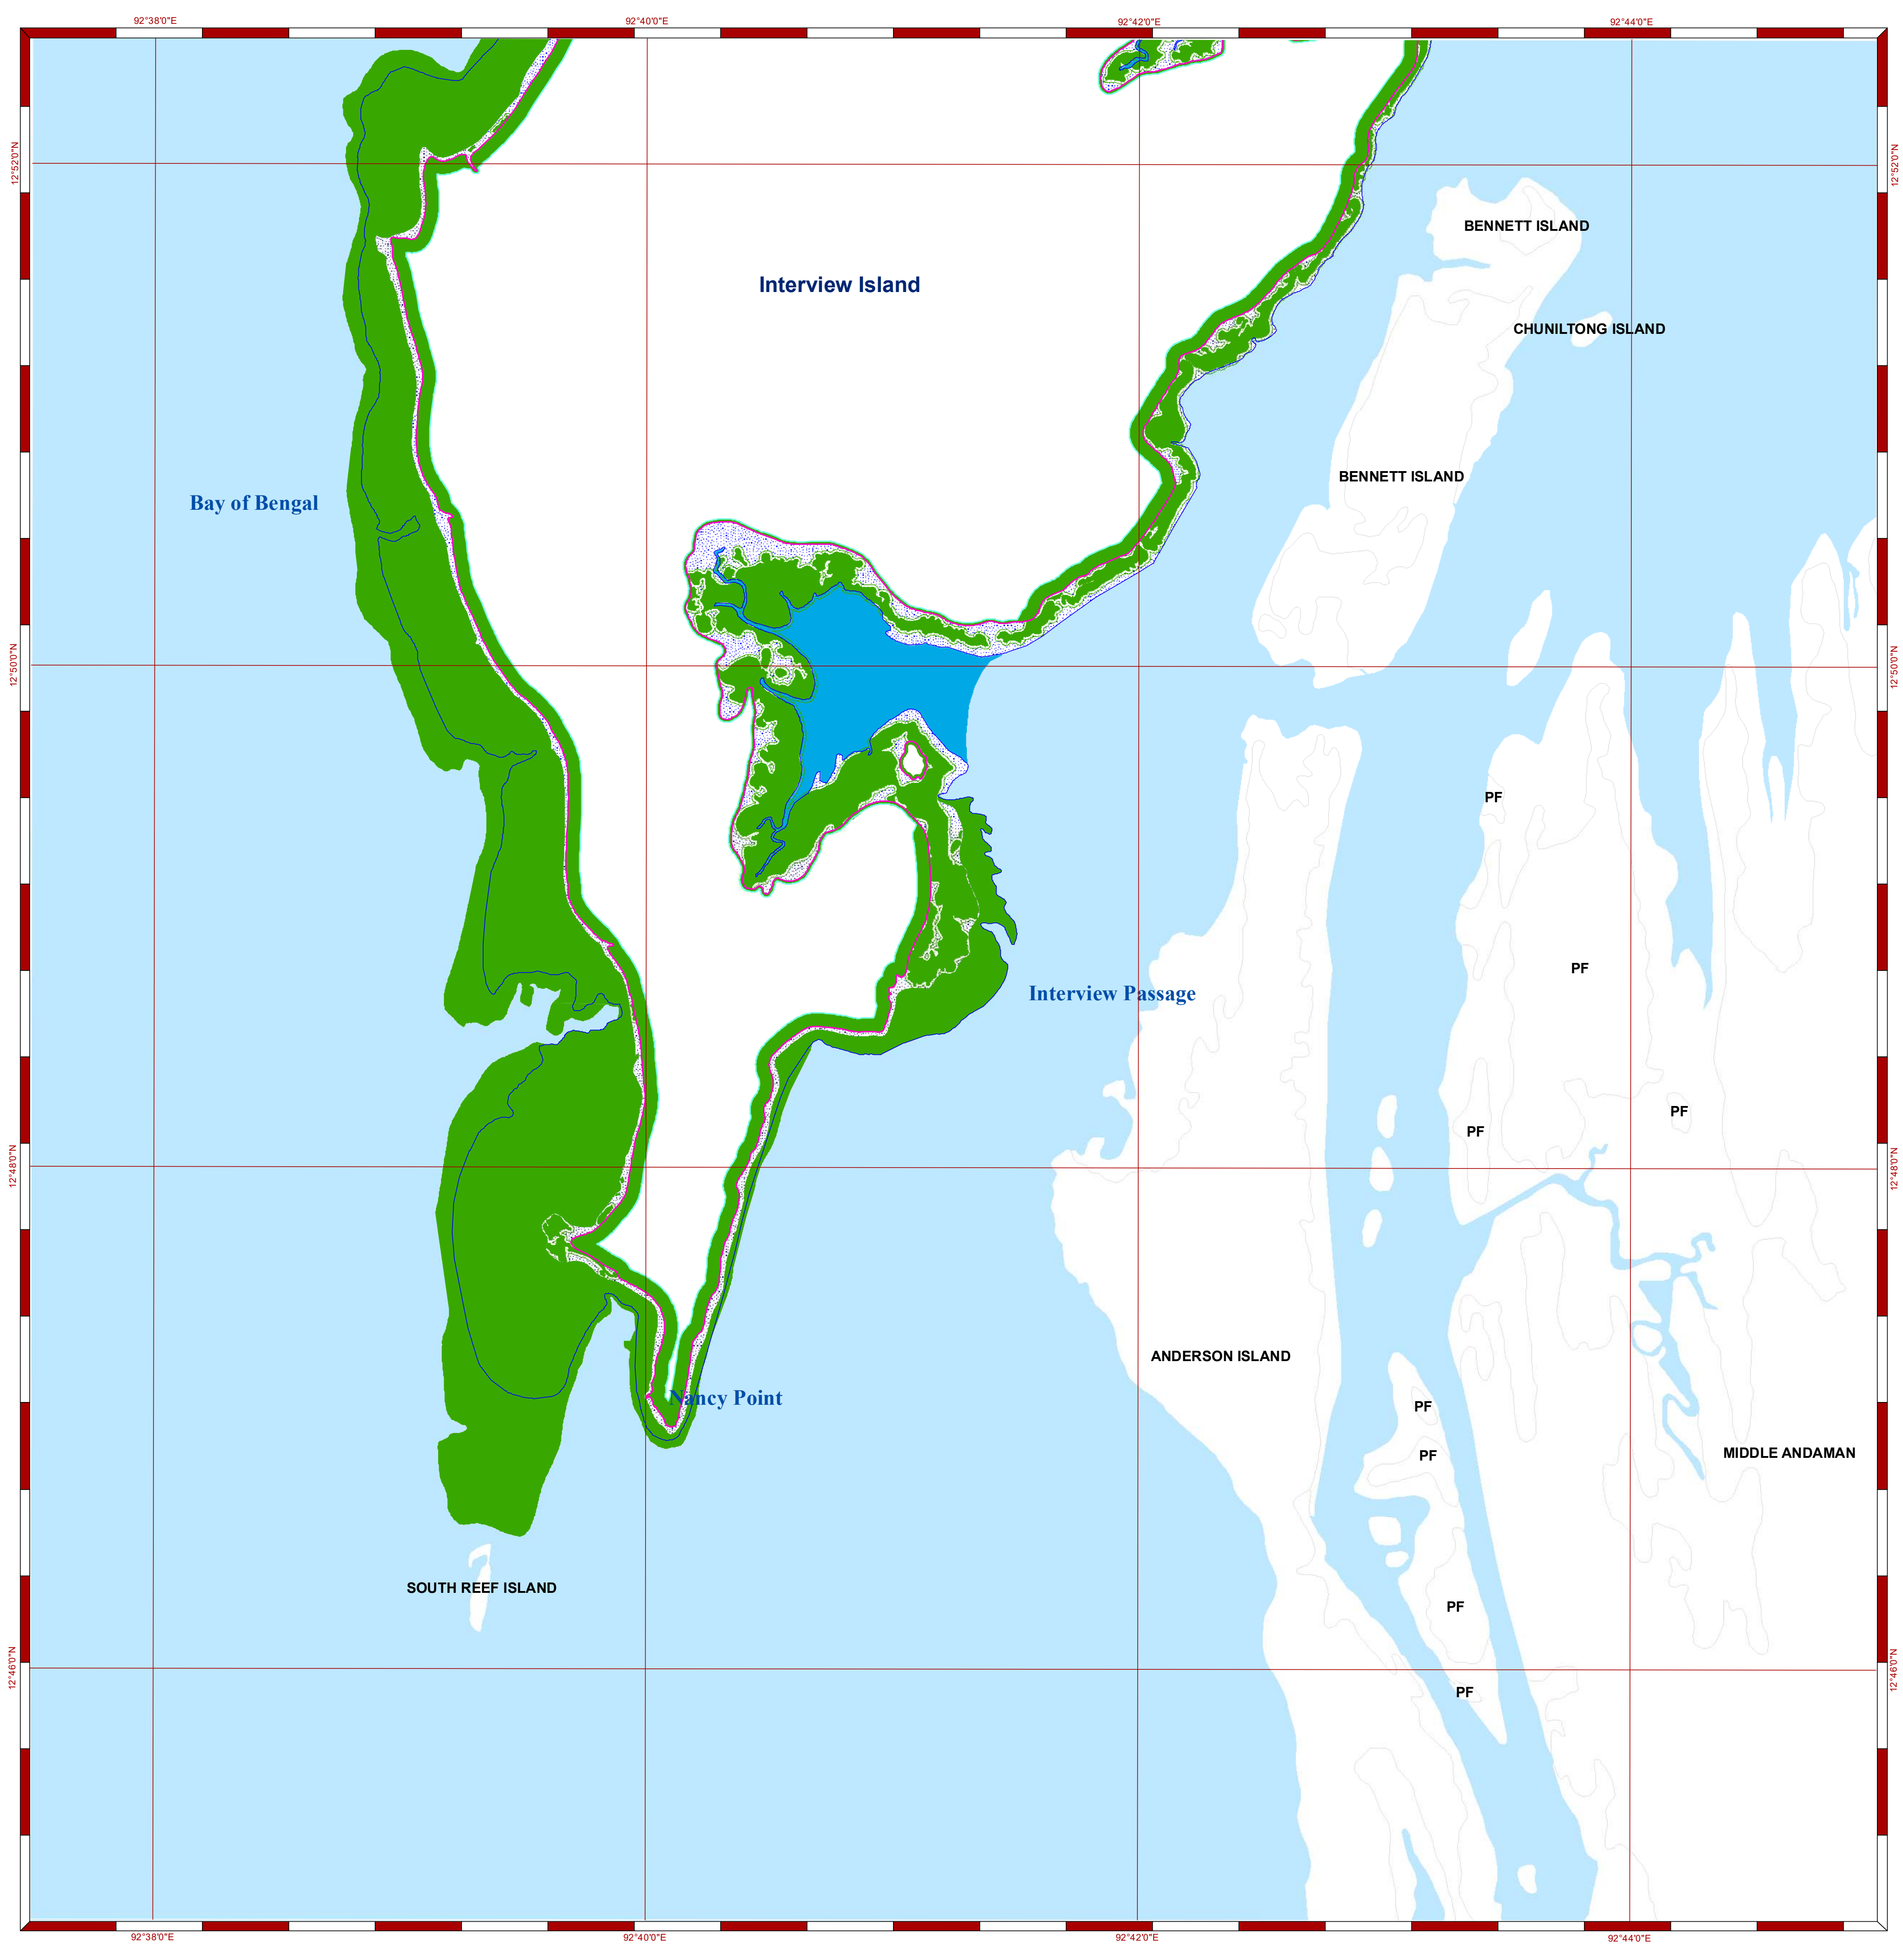 92°38'0"E
92°40'0"E
92°42'0"E
92°44'0"E
12°52'0"N
12°52'0"N
BENNETT ISLAND
Interview Island
CHUNILTONG ISLAND
BENNETT ISLAND
Bay of Bengal
12°50'0"N
12°50'0"N
PF
PF
Interview Passage
PF
PF
12°48'0"N
12°48'0"N
ANDERSON ISLAND
Nancy Point
PF
MIDDLE ANDAMAN
PF
SOUTH REEF ISLAND
PF
12°46'0"N
12°46'0"N
PF
92°38'0"E
92°40'0"E
92°42'0"E
92°44'0"E